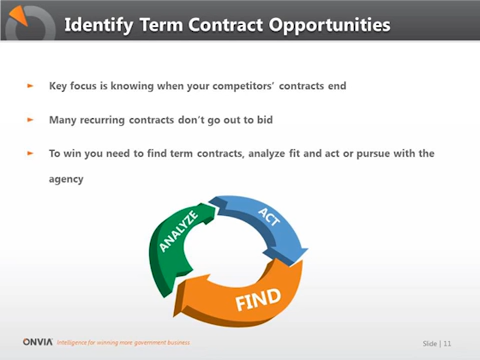 Identify Term Contract Opportunities
Key focus is knowing when your competitors' contracts end
Many recurring contracts don't go out to bid
To win you need to find term contracts, analyze fit and act or pursue with the
agency
ANALYZE
ACT
FIND
ONVIA Intelligence for winning more government business
Slide | 11